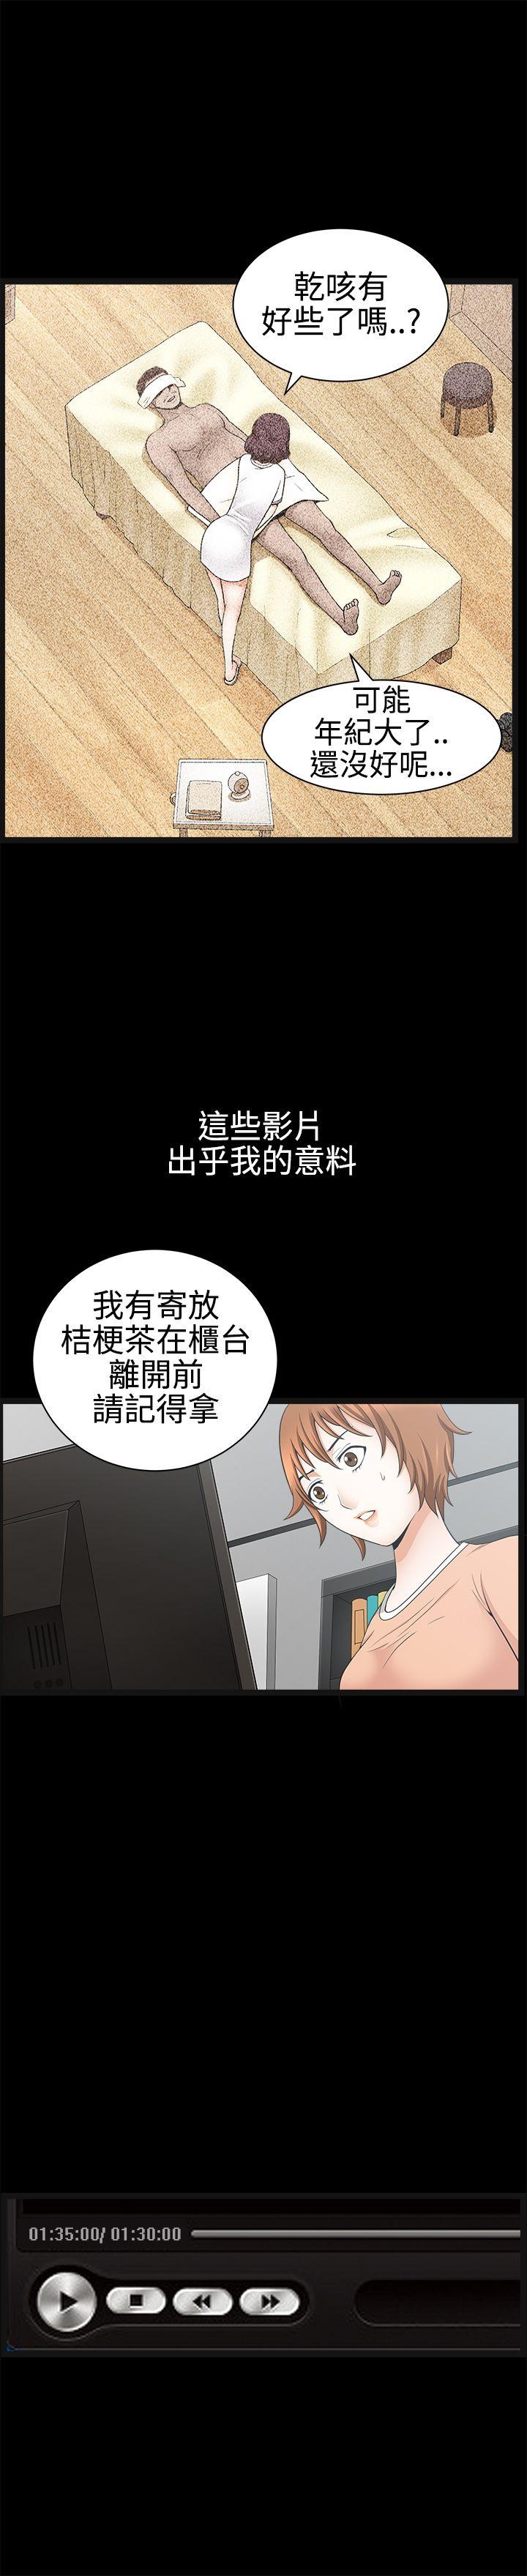 乾咳有
好些了嗎..?
可能
年紀大了..
還沒好呢...
這些影片
出乎我的意料
我有寄放
桔梗茶在櫃台
離開前
請記得拿
01:35:00/ 01:30:00